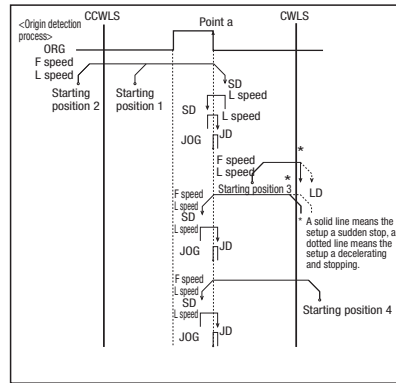 CCWLS
Point a
CWLS
<Origin detection
process>
ORG
F speed
L speed
Starting
position 2
Starting
position 1
SD
L speed
SD
L speed
JOG
JD
*
F speed
L speed
Starting position 3
*
LD
F speed
L speed
SD
* A solid line means the
setup a sudden stop, a
dotted line means the
setup a decelerating
and stopping.
L speed
JOG
JD
F speed
L speed
SD
Starting position 4
L speed
JOG
JD